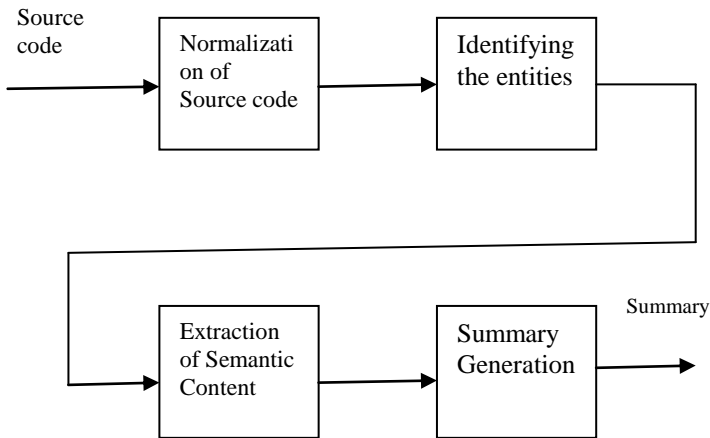 Source
code
Normalizati
on of
Source code
Identifying
the entities
Extraction
of Semantic
Content
Summary
Generation
Summary